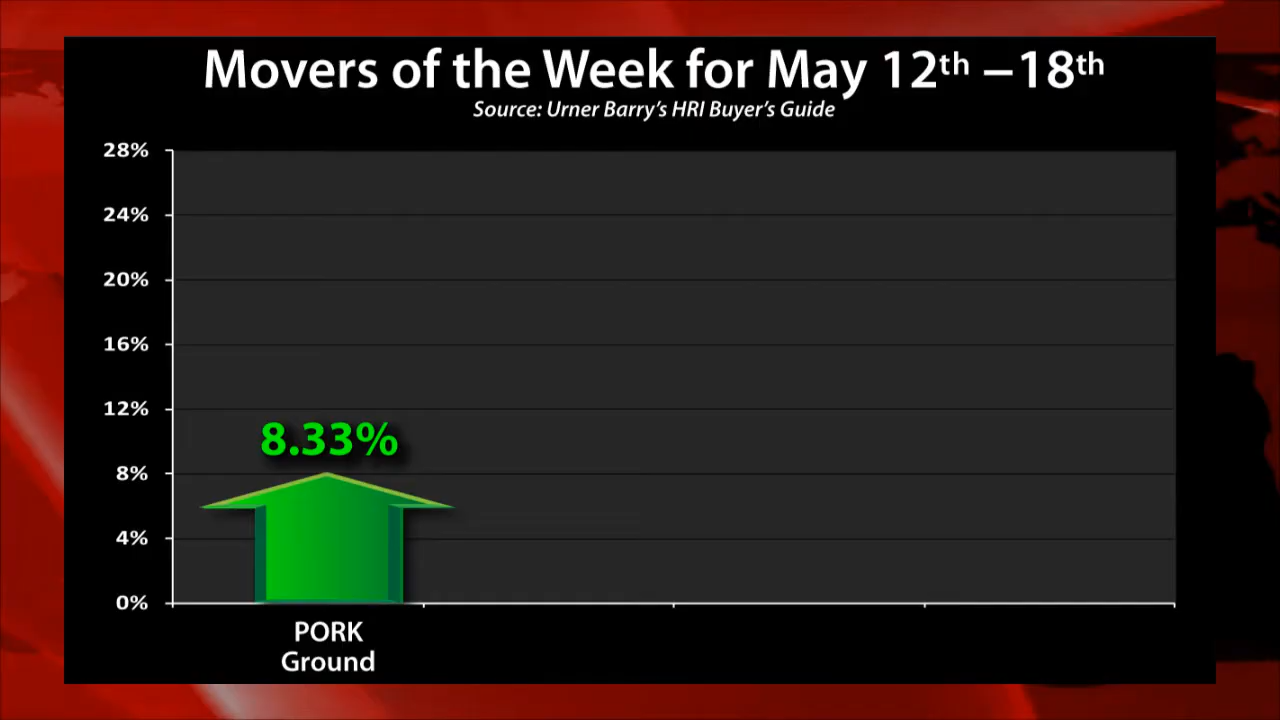 Movers of the Week for May 12th –18th
Source: Urner Barry's HRI Buyer's Guide
28%
24%
20%
16%
12%
8%
4%
0%
8.33%
PORK
Ground